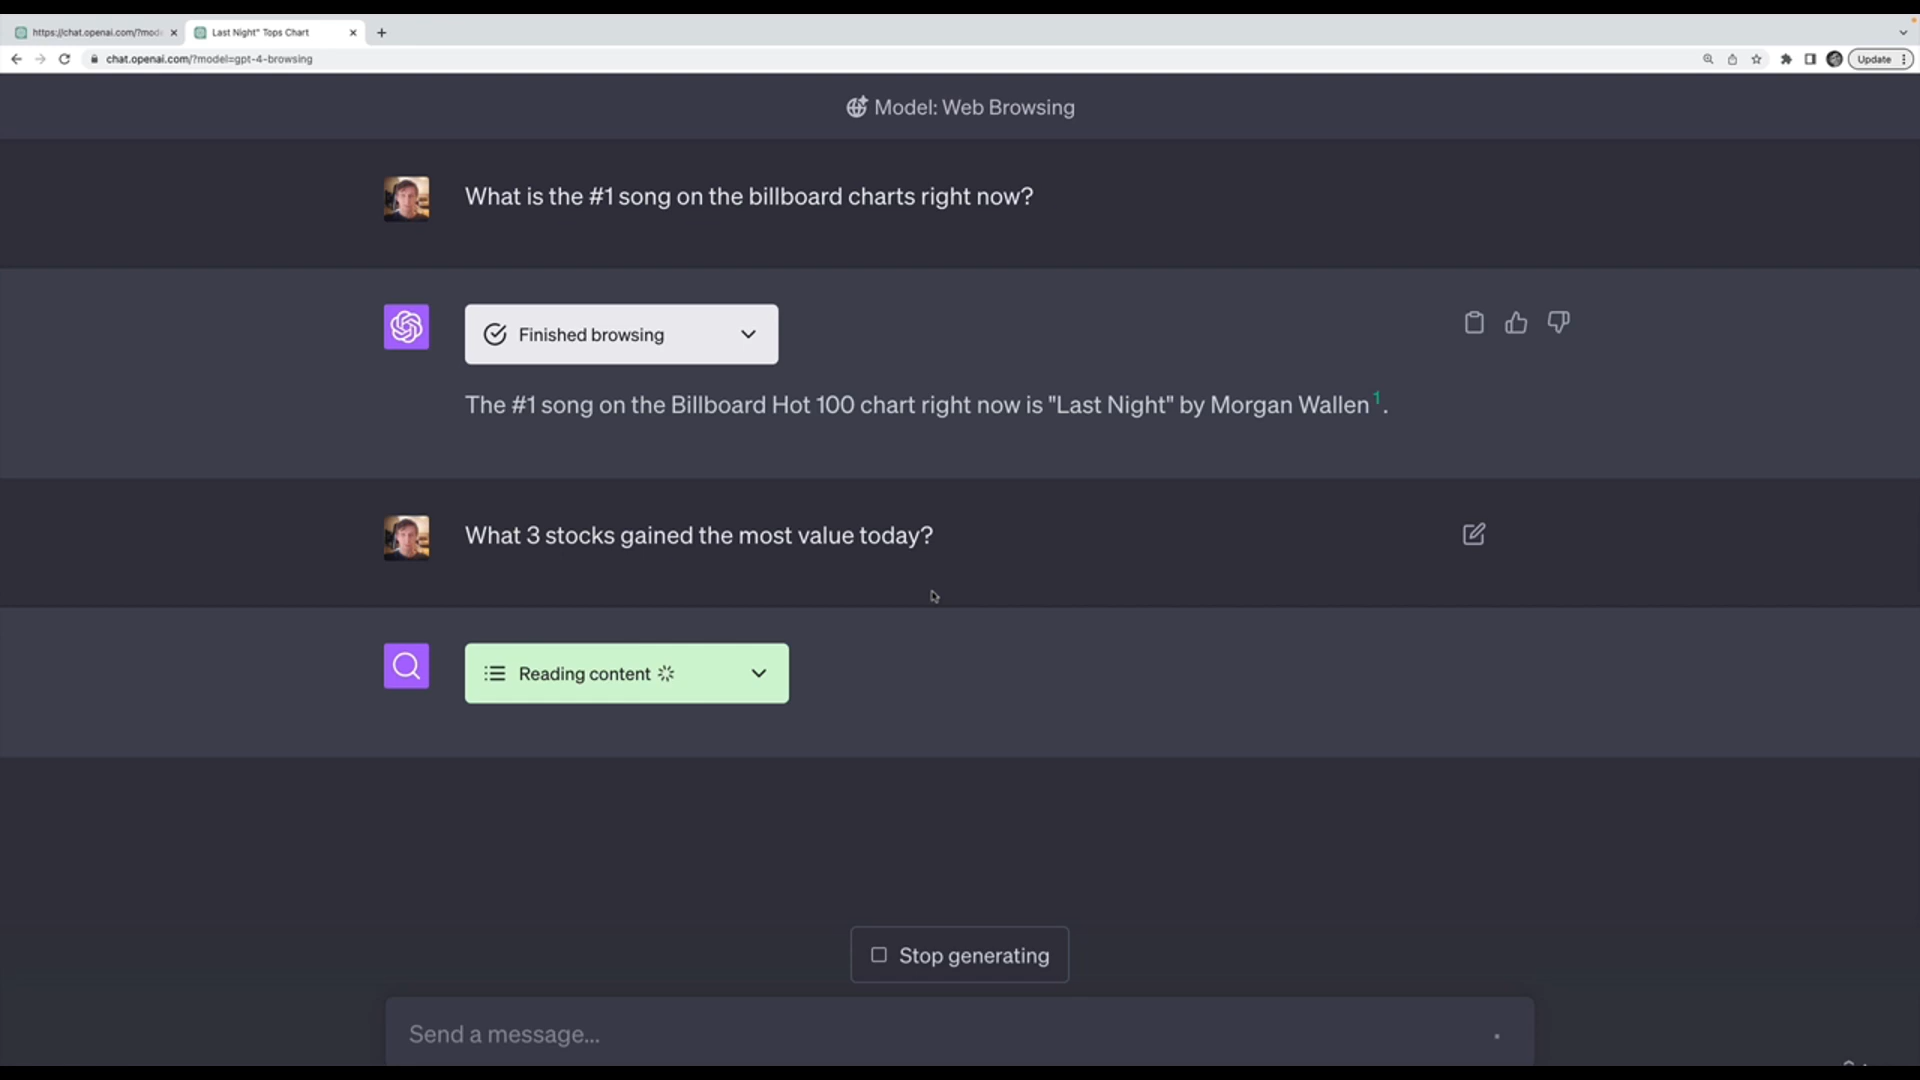 https://chat.openai.com/?mod
Last Night" Tops Chart
chat.openai.com/?model=gpt-4-browsing
Update
Model: Web Browsing
What is the #1 song on the billboard charts right now?
Finished browsing
The #1 song on the Billboard Hot 100 chart right now is "Last Night" by Morgan Wallen 1.
What 3 stocks gained the most value today?
Reading content
Stop generating
Send a message...